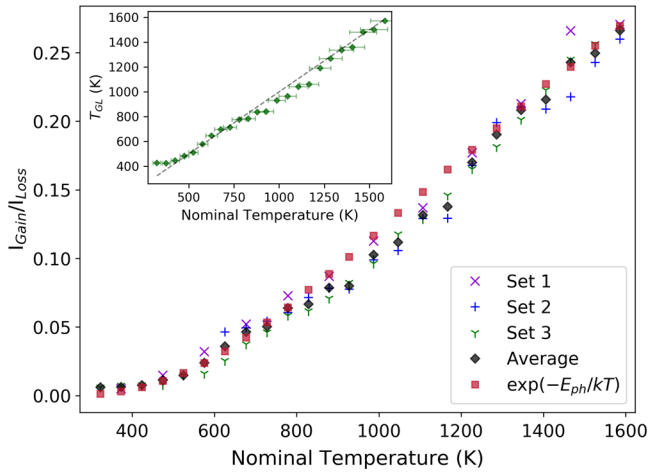 1600
1400
1200
1000
800
600
400
T_GL (K)
500 750 1000 1250 1500
Nominal Temperature (K)
0.25
0.20
0.15
0.10
0.05
0.00
I_Gain/I_Loss
Set 1
Set 2
Set 3
Average
exp(−E_ph/kT)
400 600 800 1000 1200 1400 1600
Nominal Temperature (K)